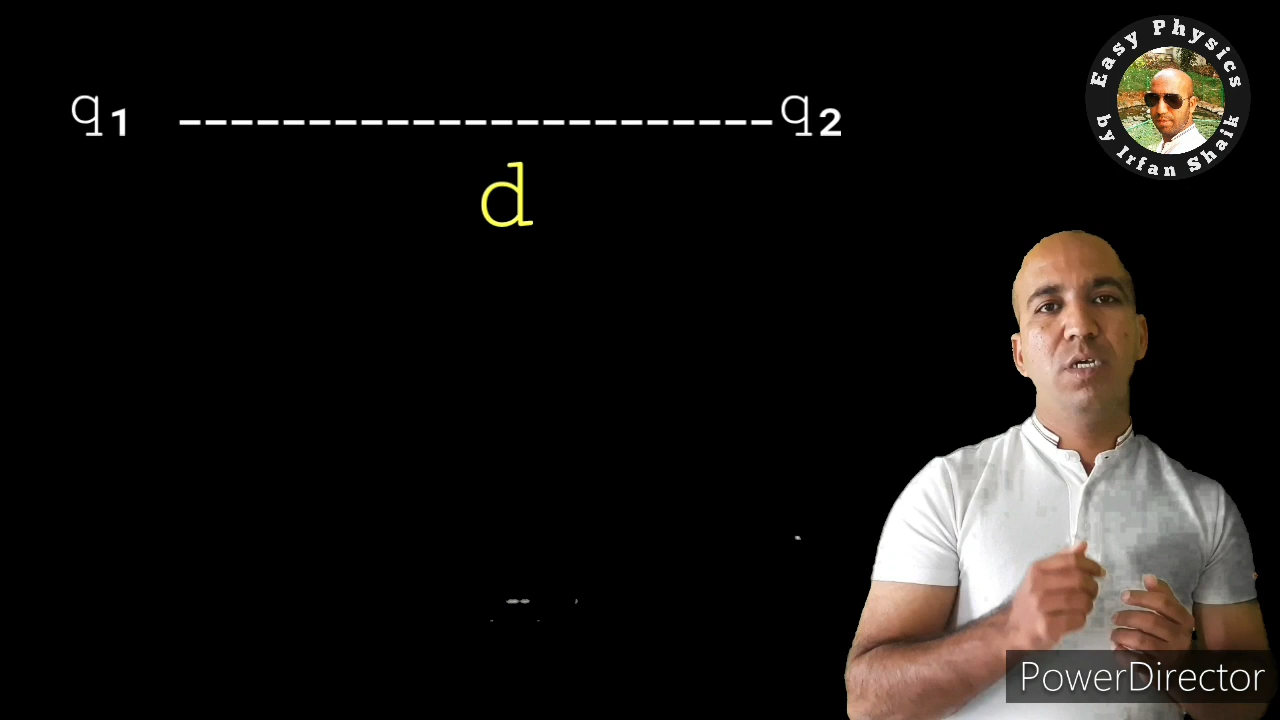 q1 -----------------------q2
d
Easy Physics
by Irfan Shaik
PowerDirector